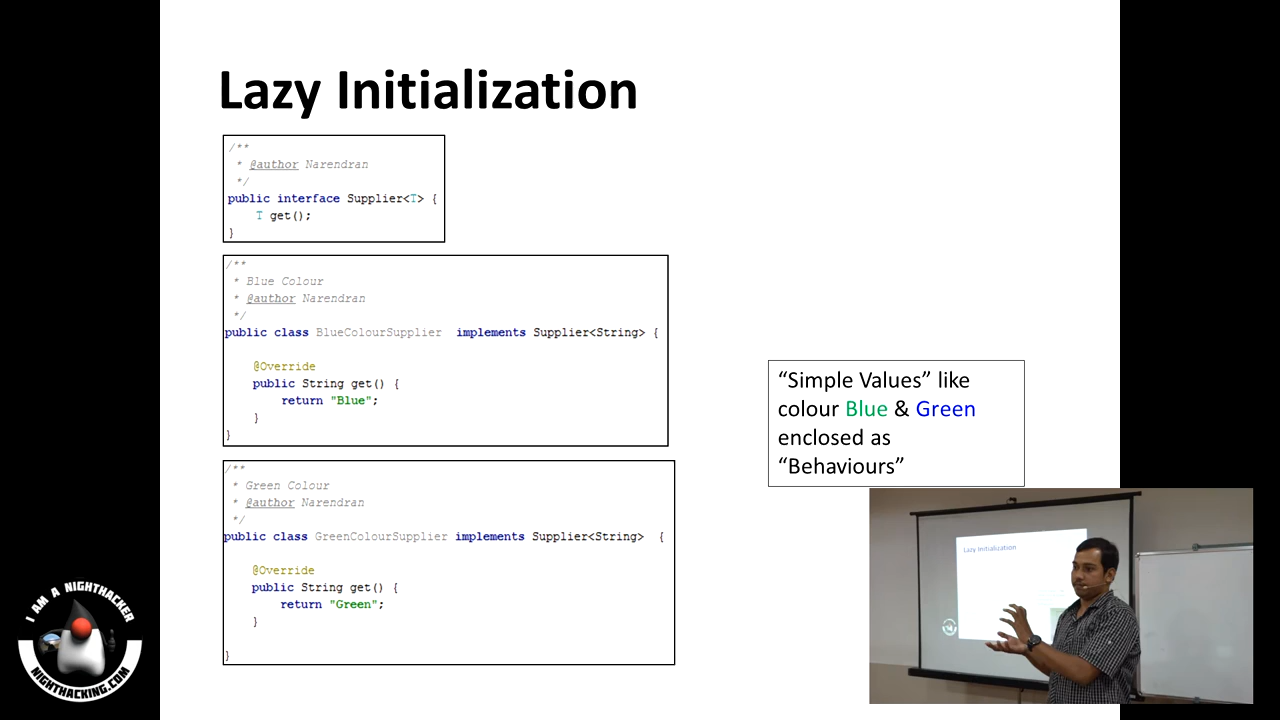 Lazy Initialization
/**
* @author Narendran
*/
public interface Supplier<T> {
T get();
}
/**
* Blue Colour
* @author Narendran
*/
public class BlueColourSupplier implements Supplier<String> {
@Override
public String get() {
return "Blue";
}
}
/**
* Green Colour
* @author Narendran
*/
public class GreenColourSupplier implements Supplier<String> {
@Override
public String get() {
return "Green";
}
}
“Simple Values” like
colour Blue & Green
enclosed as
“Behaviours”
Lazy Initialization
I AM A NIGHTHACKER
NIGHTHACKING.COM